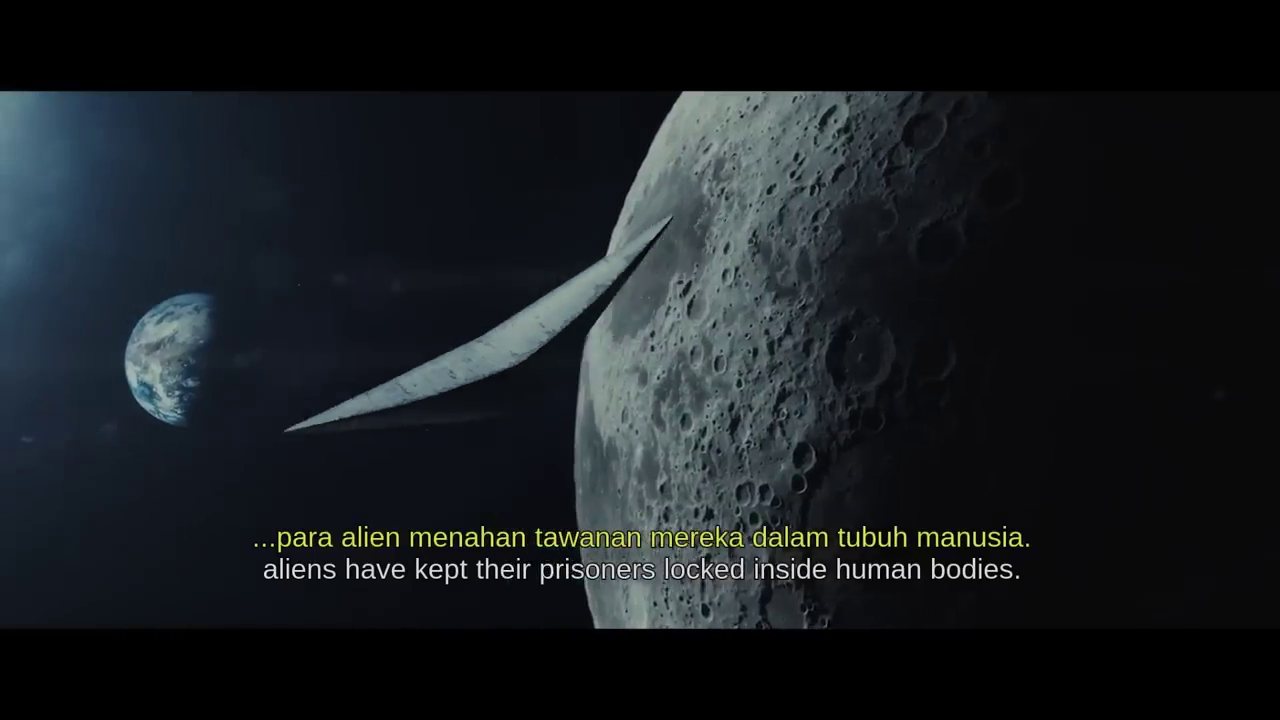 ...para alien menahan tawanan mereka dalam tubuh manusia.
aliens have kept their prisoners locked inside human bodies.